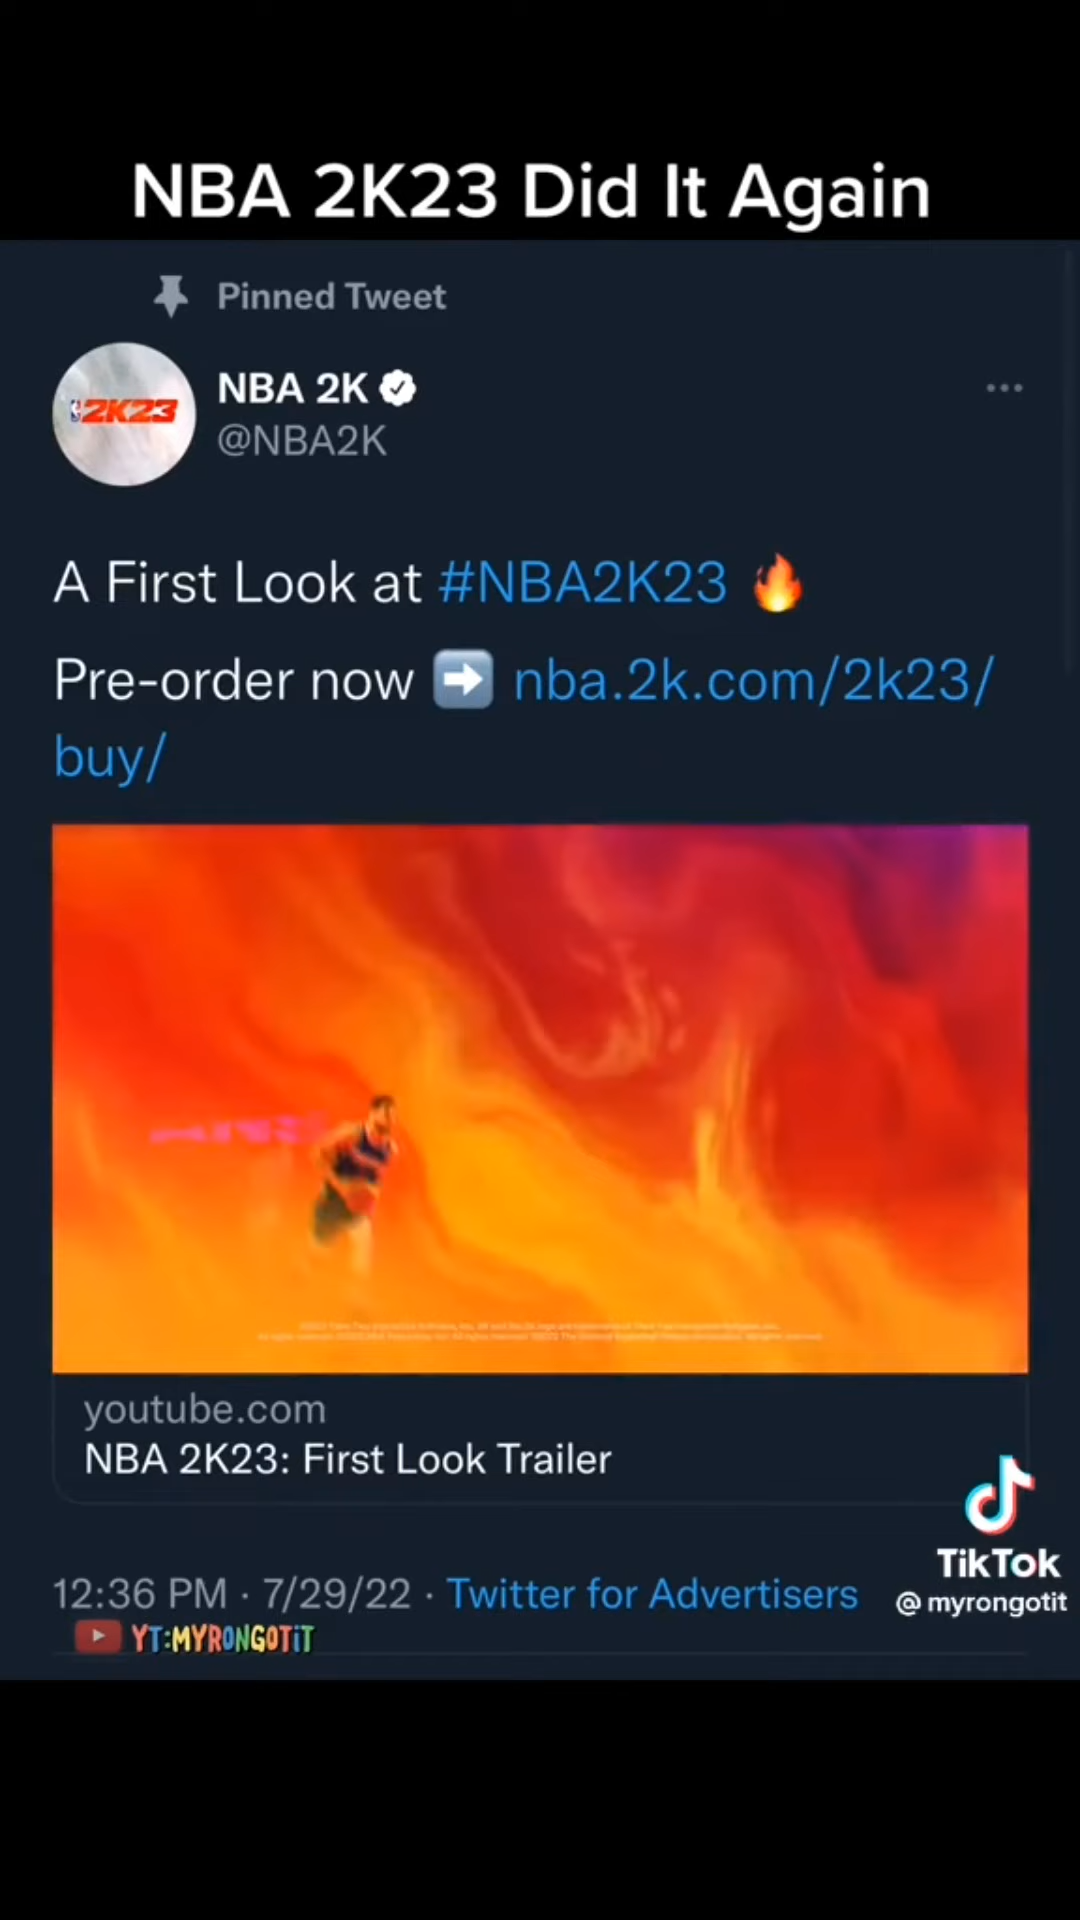 NBA 2K23 Did It Again
Pinned Tweet
2K23
NBA 2K
@NBA2K
A First Look at #NBA2K23 🔥
Pre-order now ➡️ nba.2k.com/2k23/
buy/
youtube.com
NBA 2K23: First Look Trailer
TikTok
@myrongotit
12:36 PM · 7/29/22 · Twitter for Advertisers
YT:MYRONGOTiT